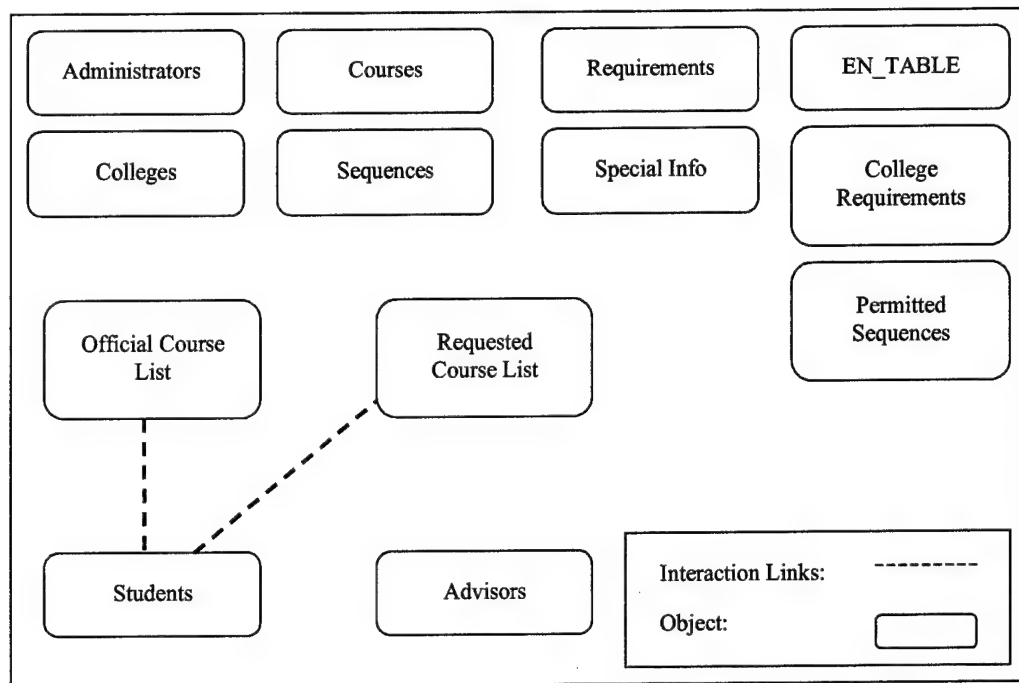 Administrators
Courses
Requirements
EN_TABLE
Colleges
Sequences
Special Info
College
Requirements
Permitted
Sequences
Official Course
List
Requested
Course List
Students
Advisors
Interaction Links:
Object: